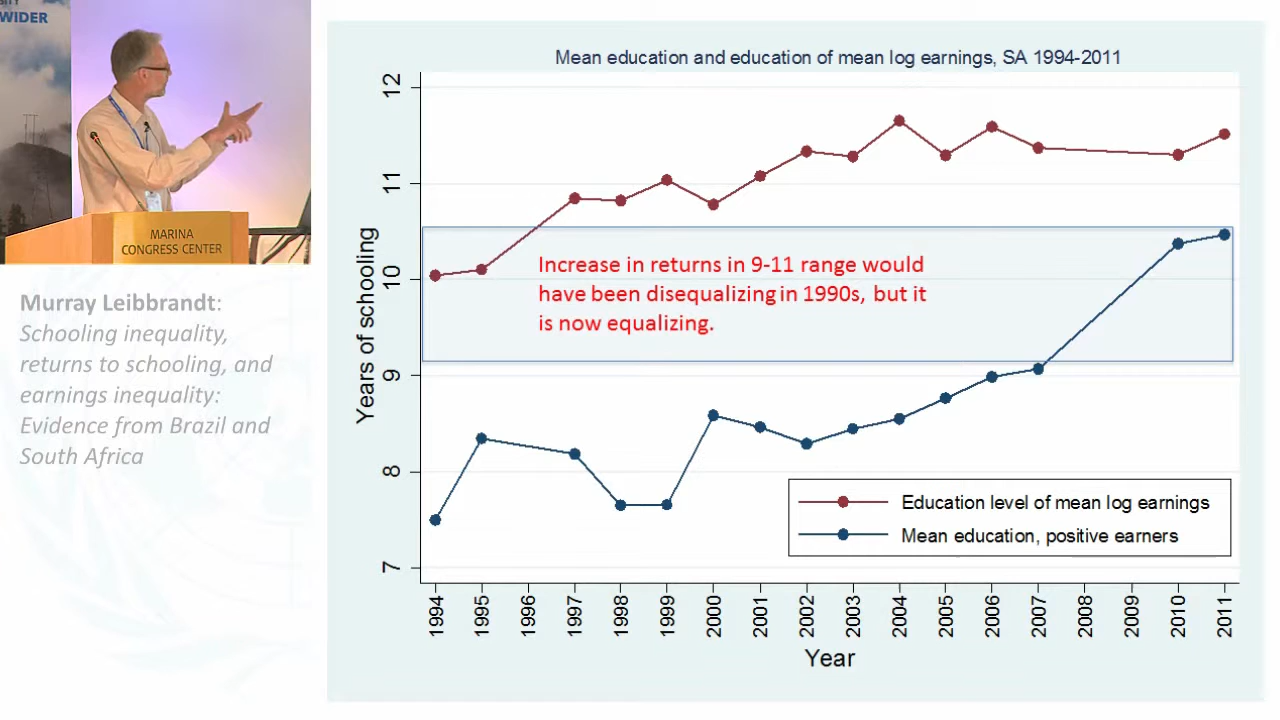 WIDER
MARINA
CONGRESS CENTER
Murray Leibbrandt:
Schooling inequality,
returns to schooling, and
earnings inequality:
Evidence from Brazil and
South Africa
Mean education and education of mean log earnings, SA 1994-2011
Years of schooling
12
11
10
9
8
7
Increase in returns in 9-11 range would
have been disequalizing in 1990s, but it
is now equalizing.
Education level of mean log earnings
Mean education, positive earners
1994 1995 1996 1997 1998 1999 2000 2001 2002 2003 2004 2005 2006 2007 2008 2009 2010 2011
Year